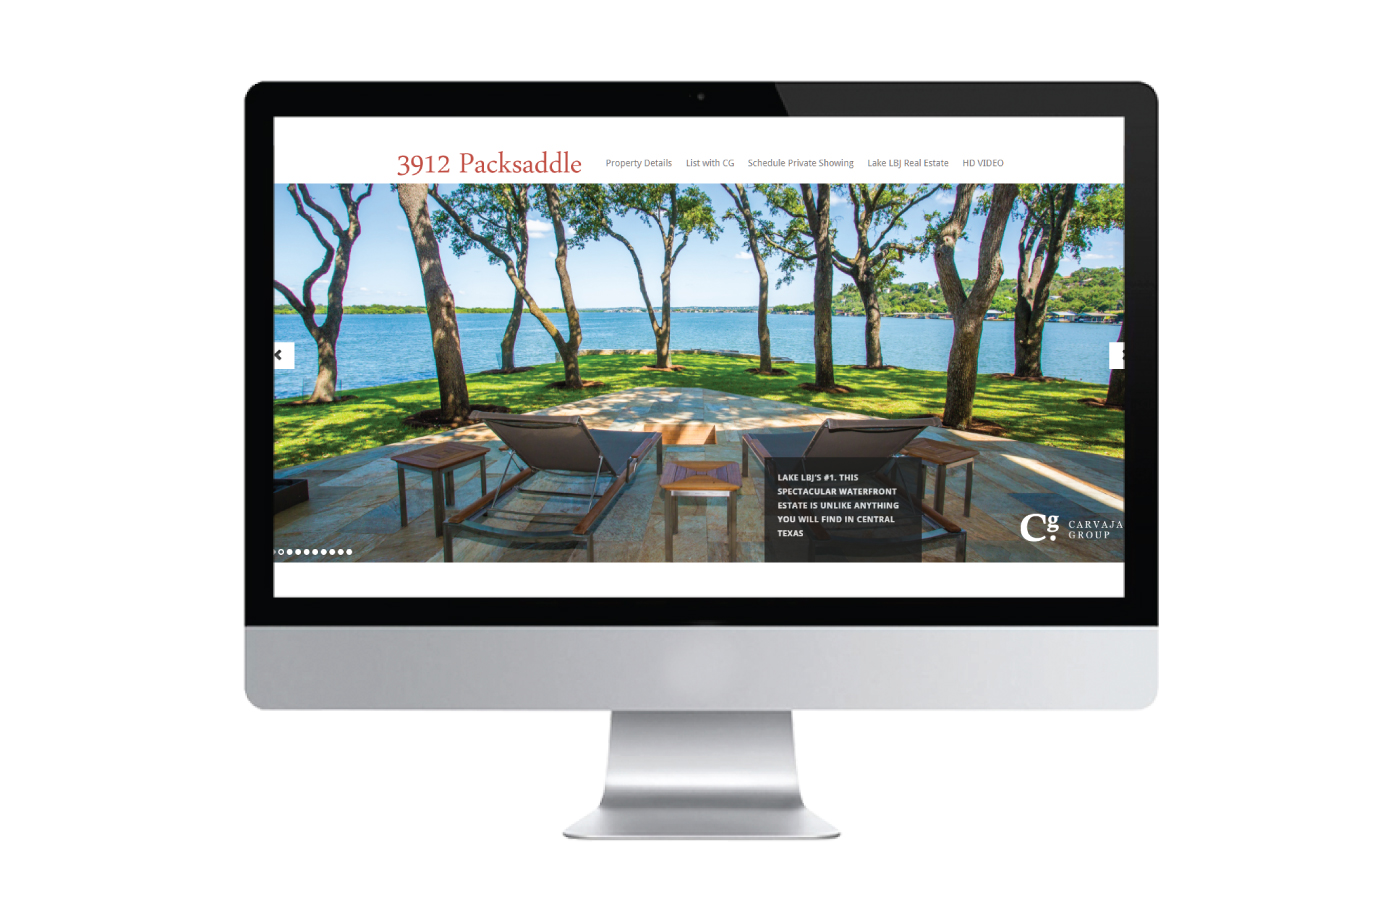 3912 Packsaddle
Property Details List with CG Schedule Private Showing Lake LBJ Real Estate HD VIDEO
LAKE LBJ'S #1. THIS
SPECTACULAR WATERFRONT
ESTATE IS UNLIKE ANYTHING
YOU WILL FIND IN CENTRAL
TEXAS
Cg.
CARVAJA
GROUP